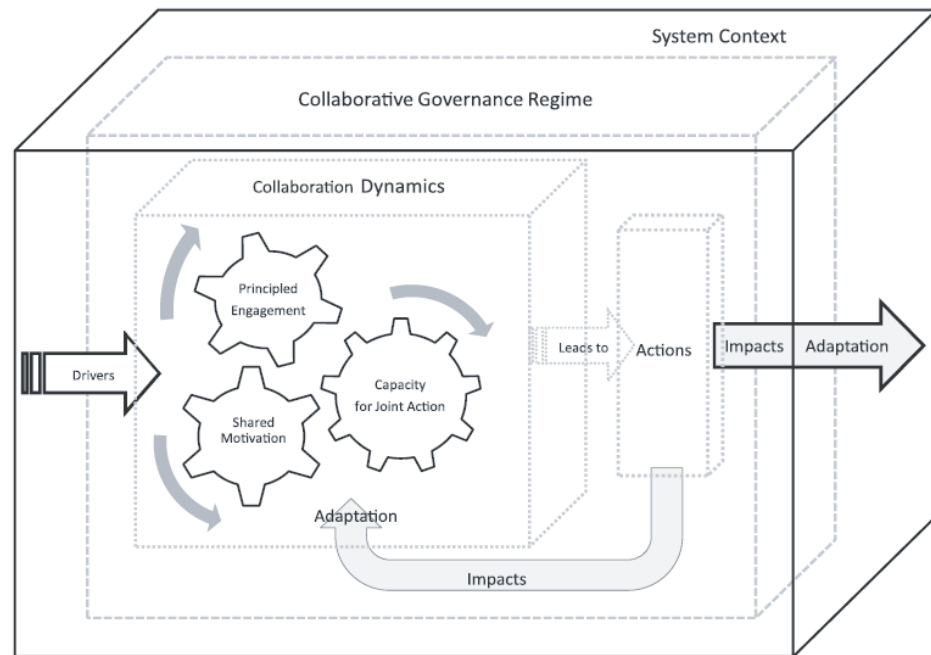 System Context
Collaborative Governance Regime
Collaboration Dynamics
Principled
Engagement
Drivers
Capacity
for Joint Action
Shared
Motivation
Leads to
Actions
Impacts
Adaptation
Adaptation
Impacts